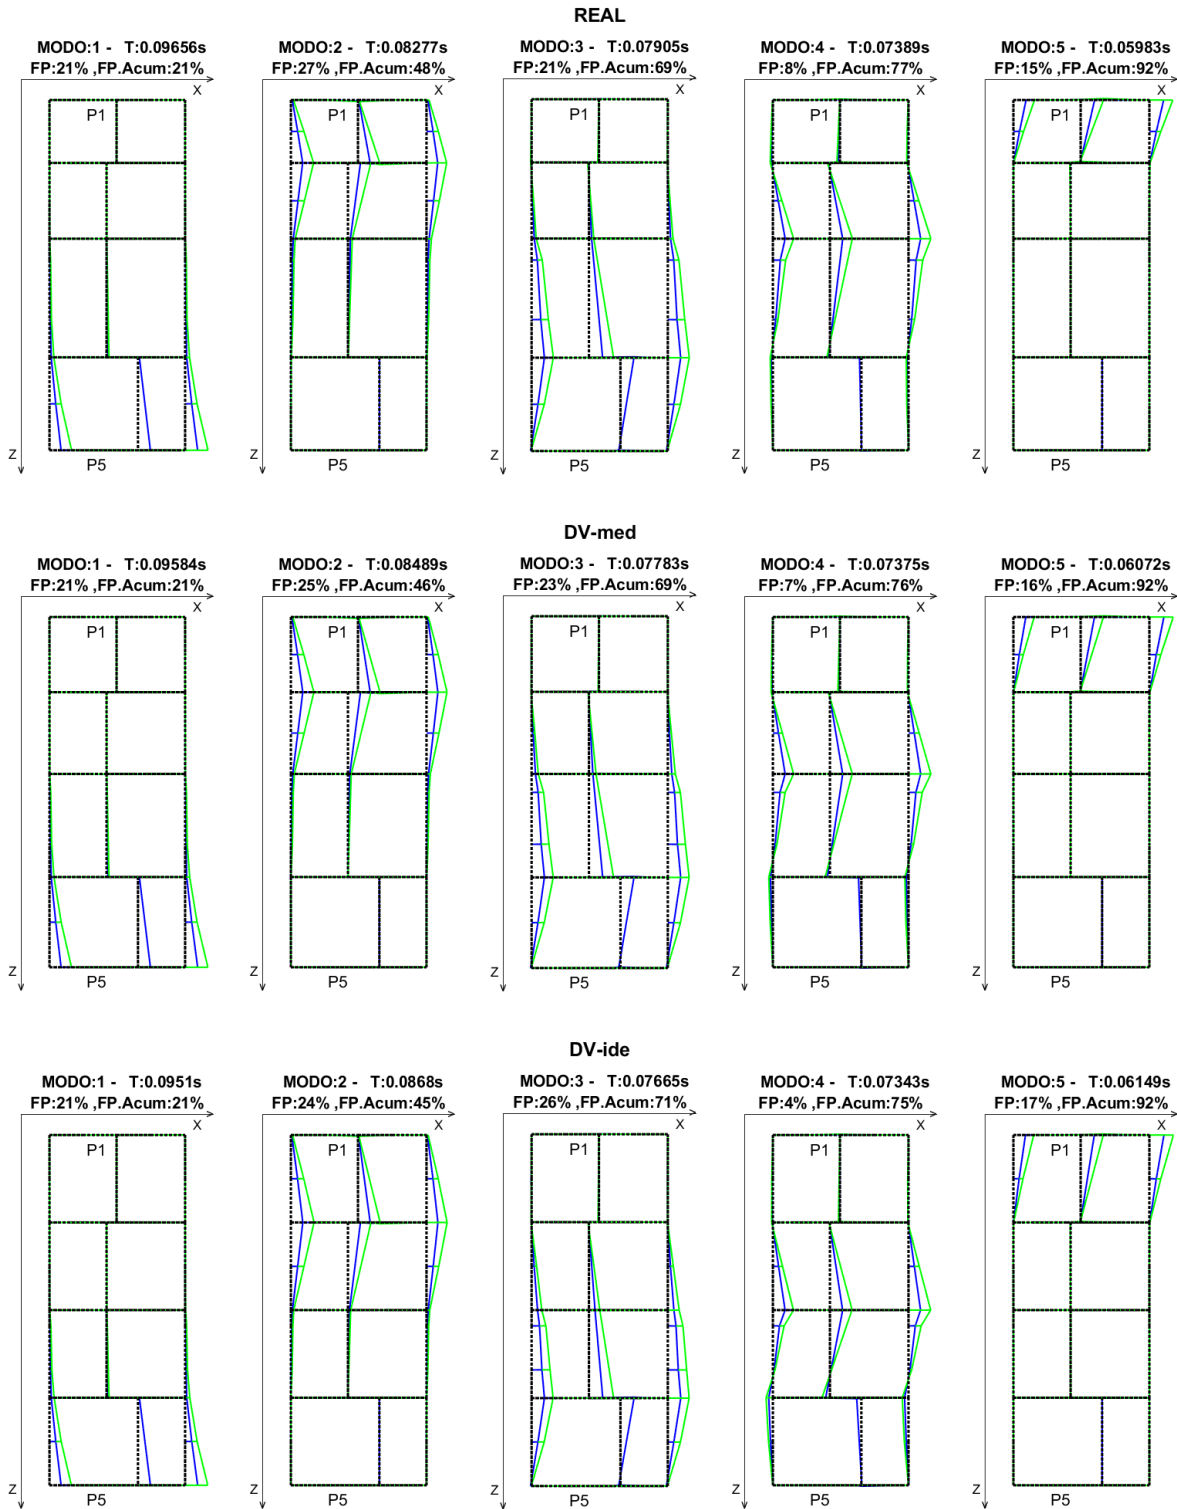 REAL
MODO:1 -   T:0.09656s
FP:21% ,FP.Acum:21%
X
P1
Z
P5
MODO:2 -   T:0.08277s
FP:27% ,FP.Acum:48%
X
P1
Z
P5
MODO:3 -   T:0.07905s
FP:21% ,FP.Acum:69%
X
P1
Z
P5
MODO:4 -   T:0.07389s
FP:8% ,FP.Acum:77%
X
P1
Z
P5
MODO:5 -   T:0.05983s
FP:15% ,FP.Acum:92%
X
P1
Z
P5
DV-med
MODO:1 -   T:0.09584s
FP:21% ,FP.Acum:21%
X
P1
Z
P5
MODO:2 -   T:0.08489s
FP:25% ,FP.Acum:46%
X
P1
Z
P5
MODO:3 -   T:0.07783s
FP:23% ,FP.Acum:69%
X
P1
Z
P5
MODO:4 -   T:0.07375s
FP:7% ,FP.Acum:76%
X
P1
Z
P5
MODO:5 -   T:0.06072s
FP:16% ,FP.Acum:92%
X
P1
Z
P5
DV-ide
MODO:1 -   T:0.0951s
FP:21% ,FP.Acum:21%
X
P1
Z
P5
MODO:2 -   T:0.0868s
FP:24% ,FP.Acum:45%
X
P1
Z
P5
MODO:3 -   T:0.07665s
FP:26% ,FP.Acum:71%
X
P1
Z
P5
MODO:4 -   T:0.07343s
FP:4% ,FP.Acum:75%
X
P1
Z
P5
MODO:5 -   T:0.06149s
FP:17% ,FP.Acum:92%
X
P1
Z
P5